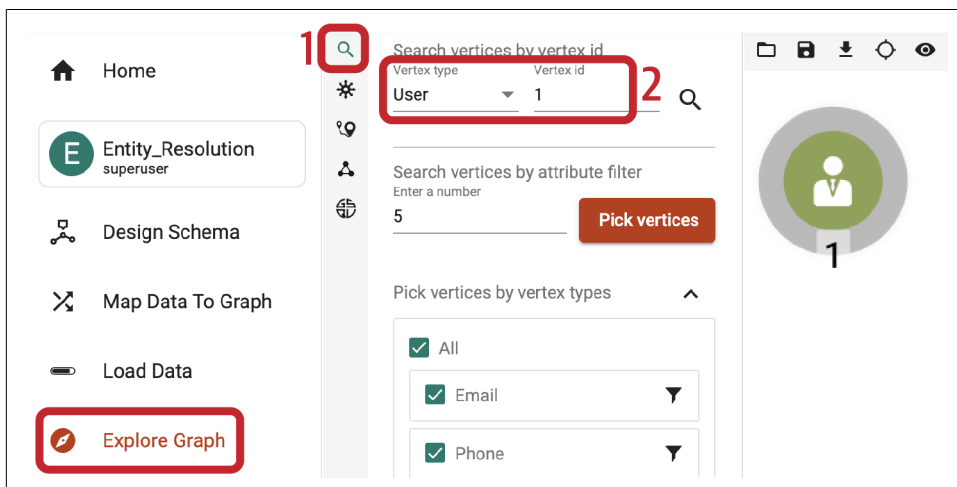 Home
E
Entity_Resolution
superuser
Design Schema
Map Data To Graph
Load Data
Explore Graph
1
Search vertices by vertex id
Vertex type Vertex id
User 1
2
Search vertices by attribute filter
Enter a number
5
Pick vertices
Pick vertices by vertex types
All
Email
Phone
1